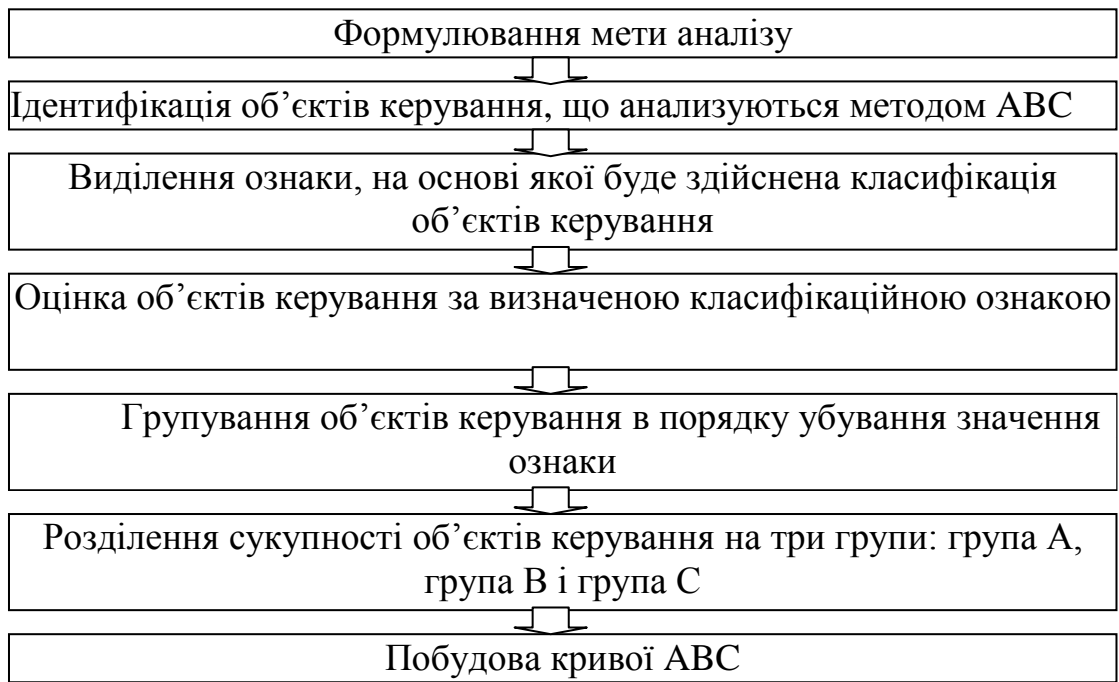 Формулювання мети аналізу
Ідентифікація об’єктів керування, що анализуються методом АВС
Виділення ознаки, на основі якої буде здійснена класифікація
об’єктів керування
Оцінка об’єктів керування за визначеною класифікаційною ознакою
Групування об’єктів керування в порядку убування значення
ознаки
Розділення сукупності об’єктів керування на три групи: група А,
група В і група С
Побудова кривої АВС